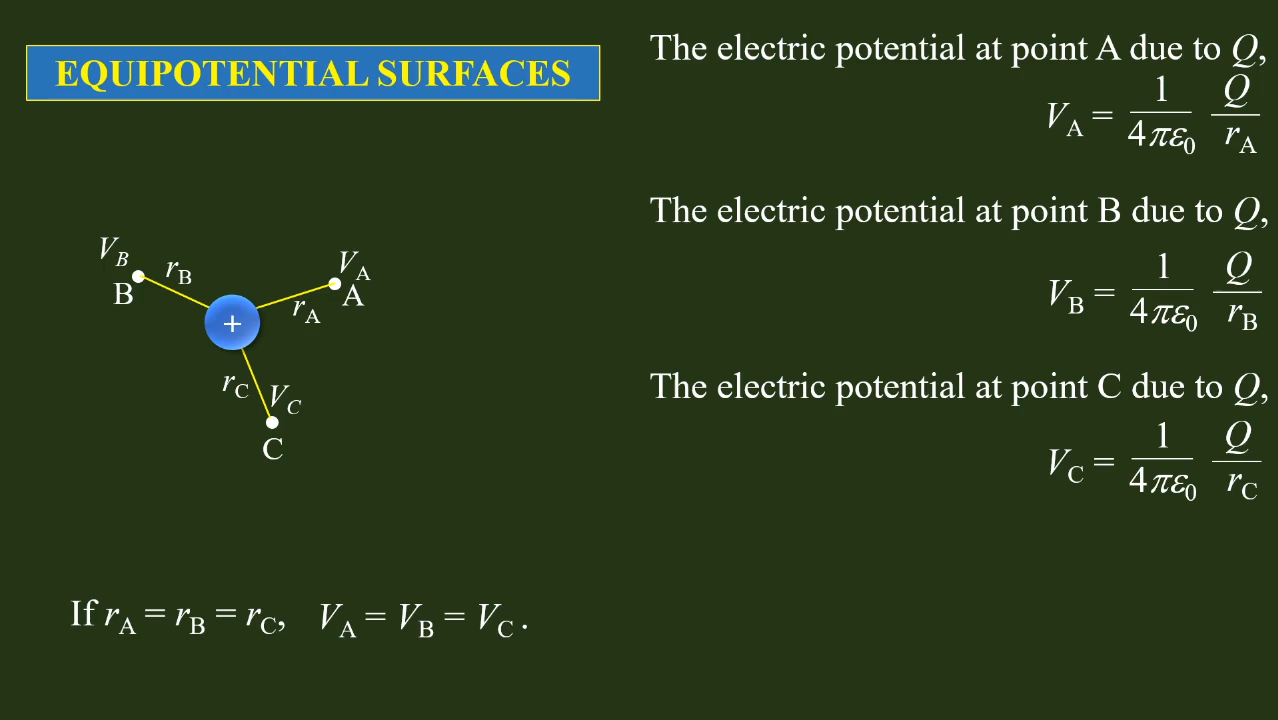 EQUIPOTENTIAL SURFACES
The electric potential at point A due to Q,
V_A = 1/(4πε₀) Q/r_A
The electric potential at point B due to Q,
V_B = 1/(4πε₀) Q/r_B
The electric potential at point C due to Q,
V_C = 1/(4πε₀) Q/r_C
V_B
r_B
B
V_A
A
r_A
+
r_C
V_C
C
If r_A = r_B = r_C, V_A = V_B = V_C .